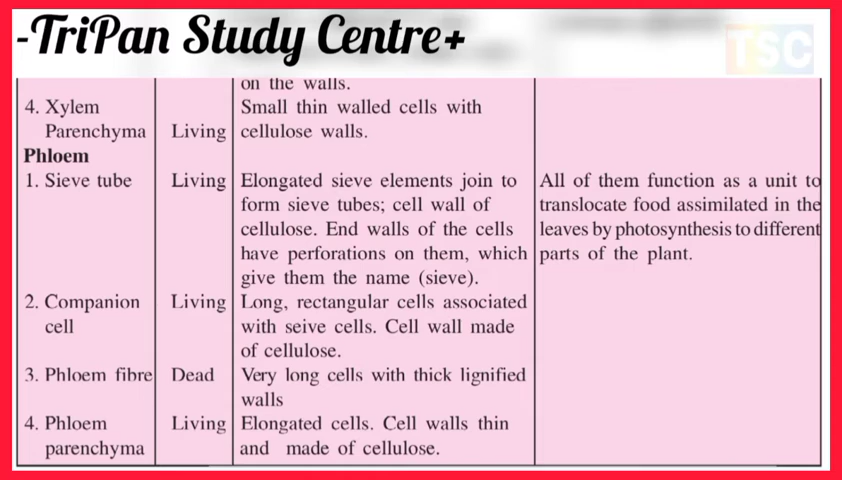 -TriPan Study Centre+
TSC
on the walls.
4. Xylem Small thin walled cells with
Parenchyma Living cellulose walls.
Phloem
1. Sieve tube Living Elongated sieve elements join to All of them function as a unit to
form sieve tubes; cell wall of translocate food assimilated in the
cellulose. End walls of the cells leaves by photosynthesis to different
have perforations on them, which parts of the plant.
give them the name (sieve).
2. Companion Living Long, rectangular cells associated
cell with seive cells. Cell wall made
of cellulose.
3. Phloem fibre Dead Very long cells with thick lignified
walls
4. Phloem Living Elongated cells. Cell walls thin
parenchyma and made of cellulose.